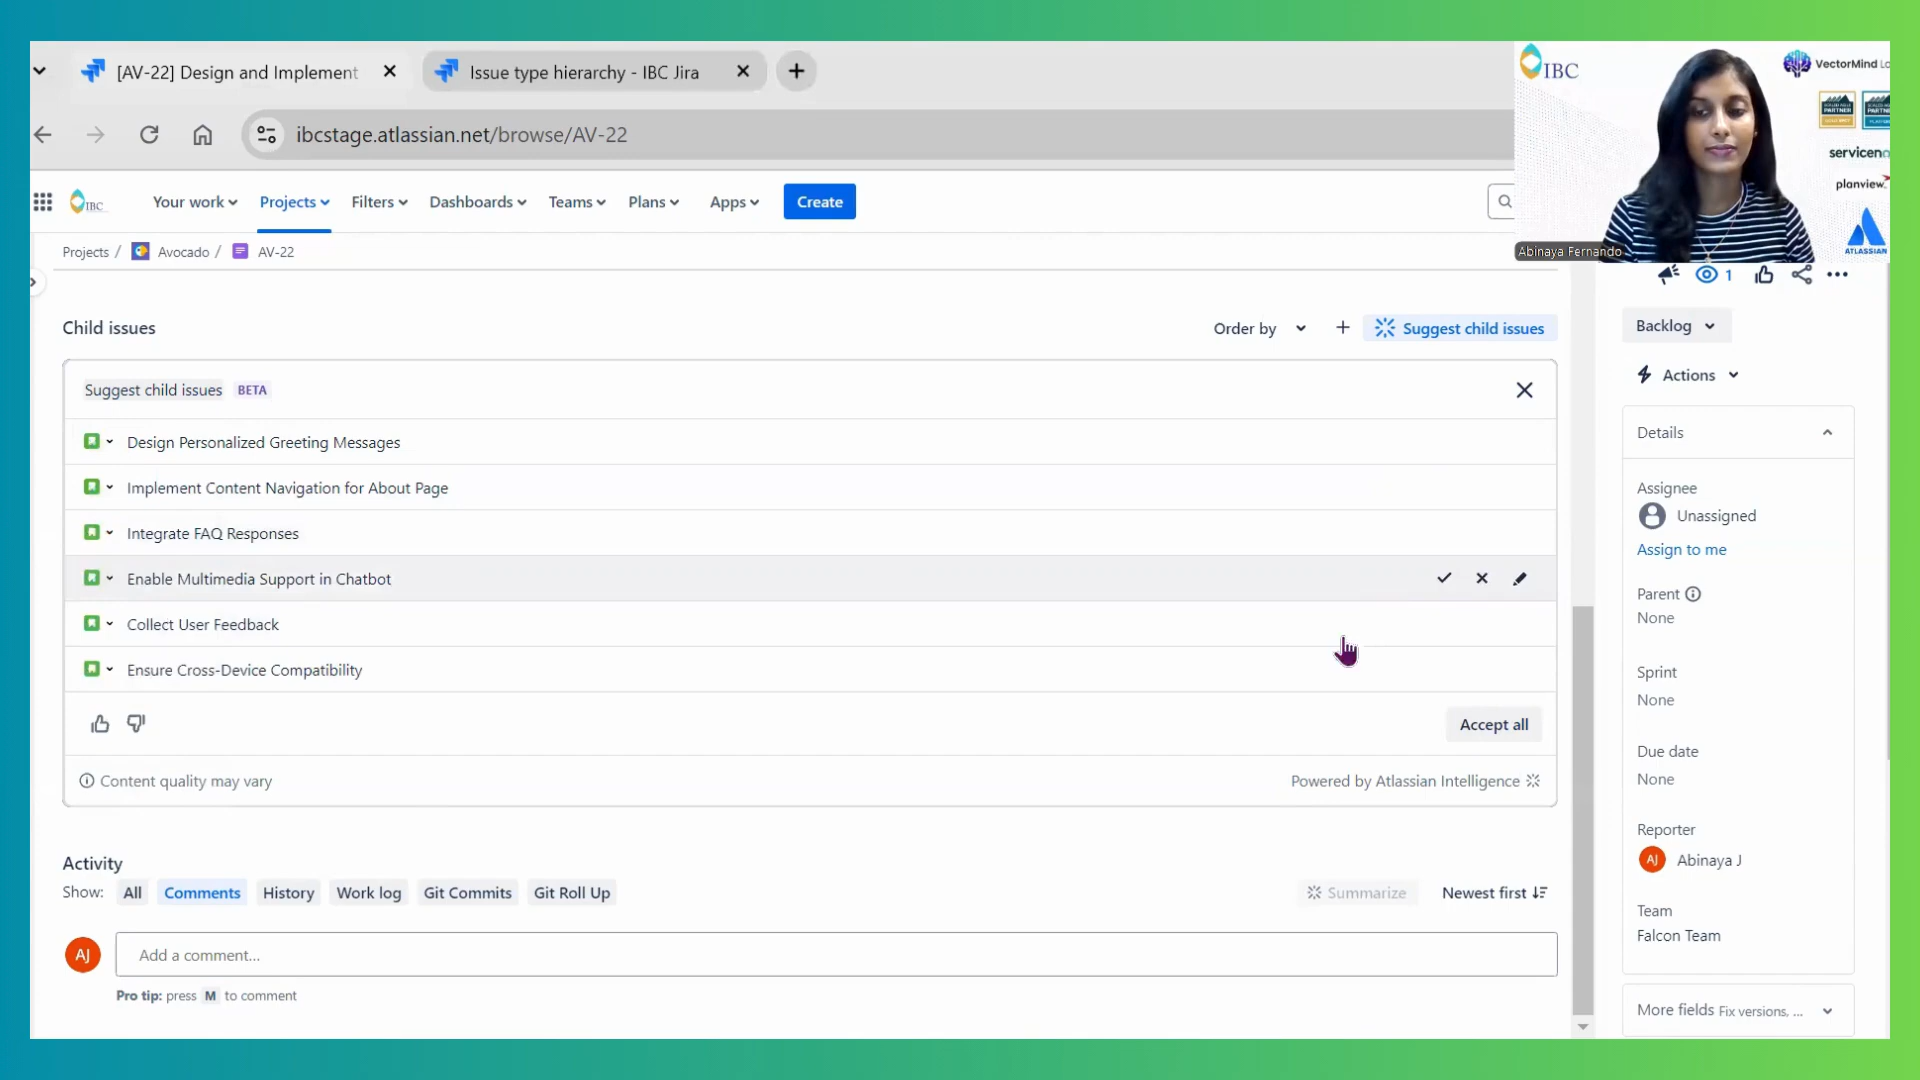 [AV-22] Design and Implement
Issue type hierarchy - IBC Jira
ibcstage.atlassian.net/browse/AV-22
IBC
VectorMind
servicen
planview
ATLASSIAN
Abinaya Fernando
IBC
Your work
Projects
Filters
Dashboards
Teams
Plans
Apps
Create
Projects / Avocado / AV-22
1
Child issues
Order by
Suggest child issues
Backlog
Actions
Suggest child issues BETA
Design Personalized Greeting Messages
Implement Content Navigation for About Page
Integrate FAQ Responses
Enable Multimedia Support in Chatbot
Collect User Feedback
Ensure Cross-Device Compatibility
Accept all
Content quality may vary
Powered by Atlassian Intelligence
Details
Assignee
Unassigned
Assign to me
Parent
None
Sprint
None
Due date
None
Reporter
AJ Abinaya J
Team
Falcon Team
More fields Fix versions, ...
Activity
Show: All Comments History Work log Git Commits Git Roll Up
Summarize
Newest first
AJ
Add a comment...
Pro tip: press M to comment